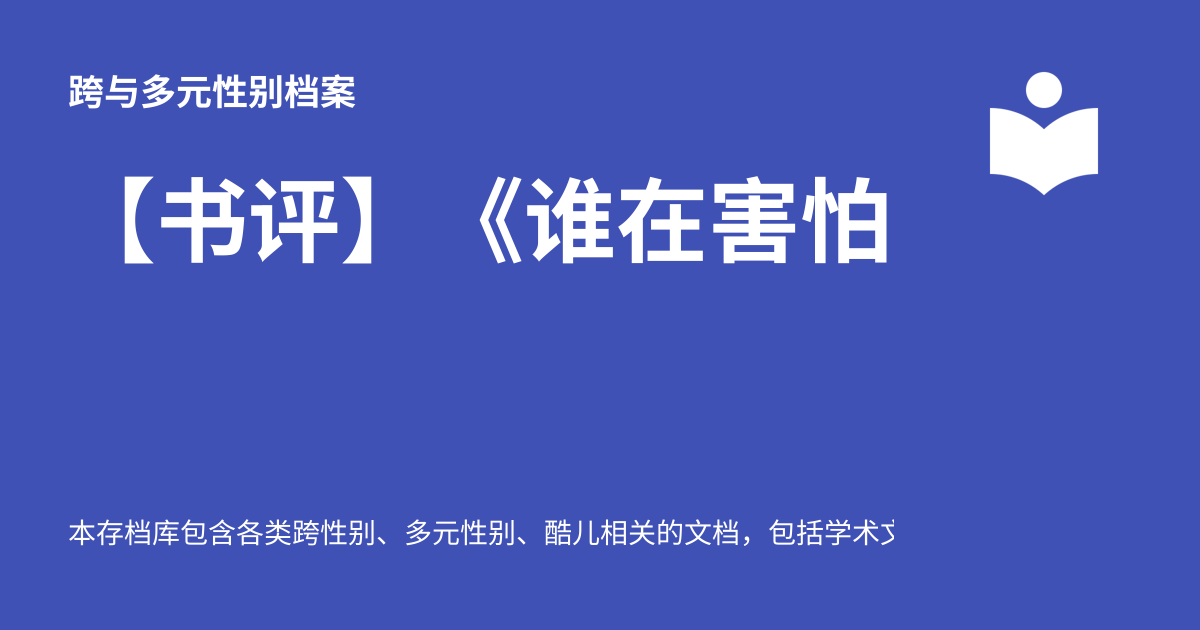 跨与多元性别档案
【书评】 《谁在害怕
本存档库包含各类跨性别、多元性别、酷儿相关的文档，包括学术